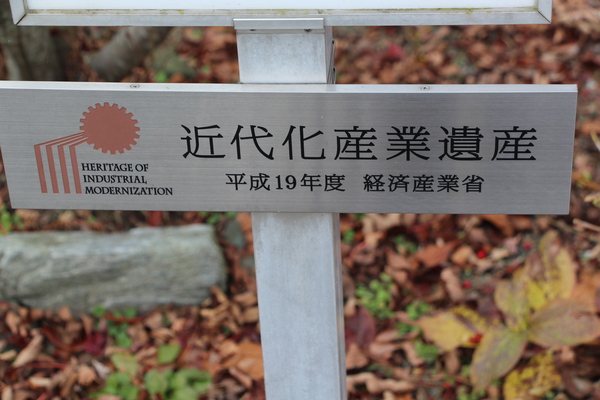 近代化産業遺産
HERITAGE OF
INDUSTRIAL
MODERNIZATION
平成19年度 経済産業省